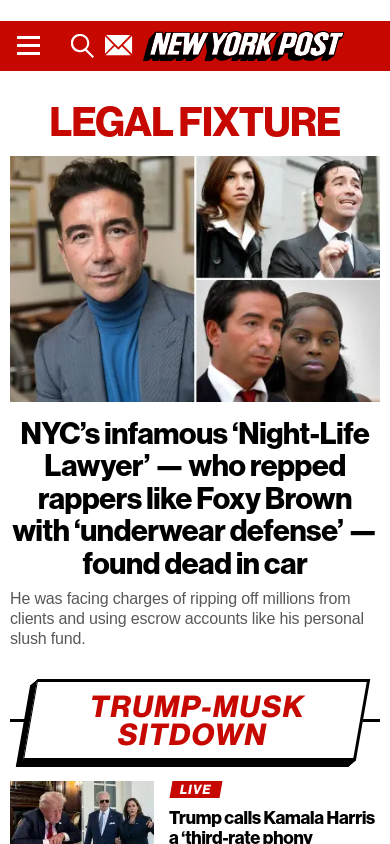 NEW YORK POST
LEGAL FIXTURE
NYC’s infamous ‘Night-Life
Lawyer’ — who repped
rappers like Foxy Brown
with ‘underwear defense’ —
found dead in car
He was facing charges of ripping off millions from
clients and using escrow accounts like his personal
slush fund.
TRUMP-MUSK
SITDOWN
LIVE
Trump calls Kamala Harris
a ‘third-rate phony